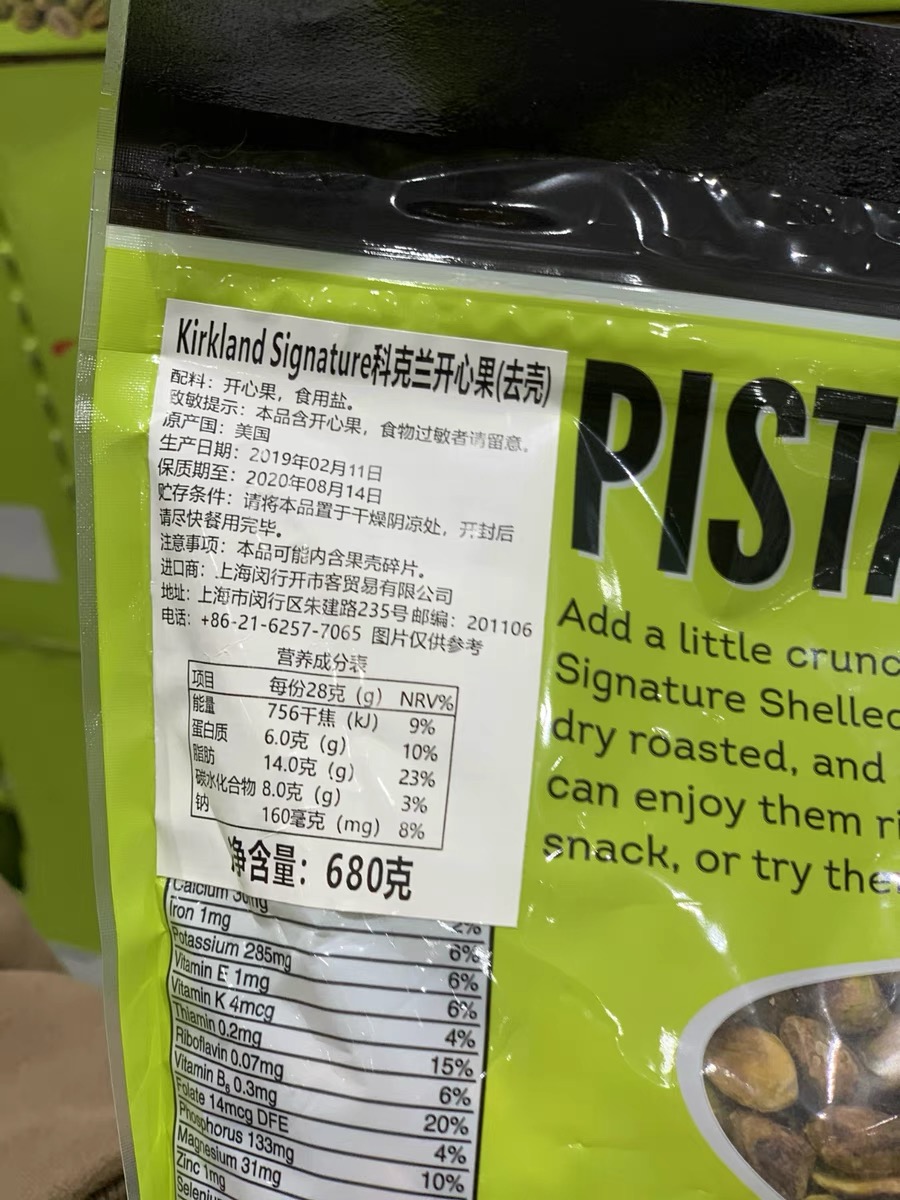 Kirkland Signature科克兰开心果(去壳)
配料：开心果，食用盐。
致敏提示：本品含开心果，食物过敏者请留意。
原产国：美国
生产日期：2019年02月11日
保质期至：2020年08月14日
贮存条件：请将本品置于干燥阴凉处，开封后
请尽快餐用完毕。
注意事项：本品可能内含果壳碎片。
进口商：上海闵行开市客贸易有限公司
地址：上海市闵行区朱建路235号 邮编：201106
电话：+86-21-6257-7065 图片仅供参考
营养成分表
项目 每份28克（g） NRV%
能量 756千焦（kJ） 9%
蛋白质 6.0克（g） 10%
脂肪 14.0克（g） 23%
碳水化合物 8.0克（g） 3%
钠 160毫克（mg） 8%
净含量：680克
Calcium 30mg 2%
Iron 1mg 6%
Potassium 285mg 6%
Vitamin E 1mg 6%
Vitamin K 4mcg 4%
Thiamin 0.2mg 15%
Riboflavin 0.07mg 6%
Vitamin B6 0.3mg 20%
Folate 14mcg DFE 4%
Phosphorus 133mg 10%
Magnesium 31mg
Zinc 1mg
PISTA
Add a little crunc
Signature Shelled
dry roasted, and
can enjoy them ri
snack, or try the